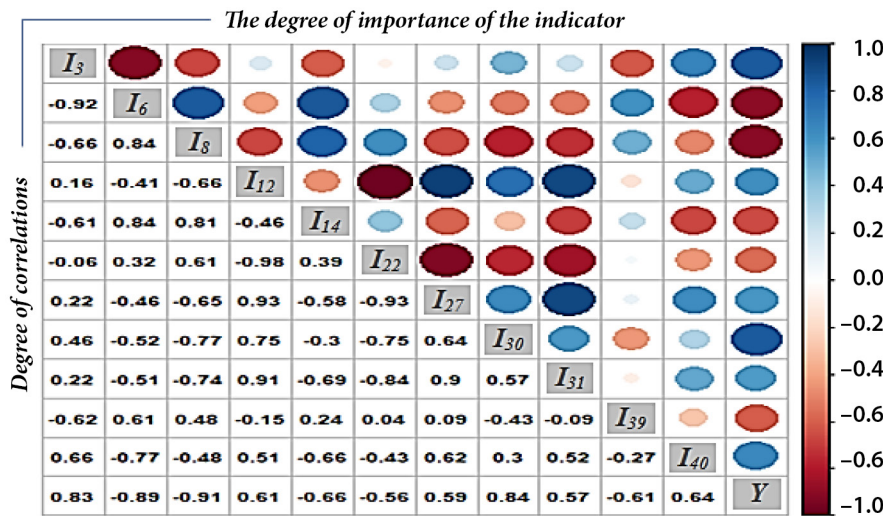 The degree of importance of the indicator
Degree of correlations
I3
-0.92 I6
-0.66 0.84 I8
0.16 -0.41 -0.66 I12
-0.61 0.84 0.81 -0.46 I14
-0.06 0.32 0.61 -0.98 0.39 I22
0.22 -0.46 -0.65 0.93 -0.58 -0.93 I27
0.46 -0.52 -0.77 0.75 -0.3 -0.75 0.64 I30
0.22 -0.51 -0.74 0.91 -0.69 -0.84 0.9 0.57 I31
-0.62 0.61 0.48 -0.15 0.24 0.04 0.09 -0.43 -0.09 I39
0.66 -0.77 -0.48 0.51 -0.66 -0.43 0.62 0.3 0.52 -0.27 I40
0.83 -0.89 -0.91 0.61 -0.66 -0.56 0.59 0.84 0.57 -0.61 0.64 Y
1.0
0.8
0.6
0.4
0.2
0.0
−0.2
−0.4
−0.6
−0.6
−1.0